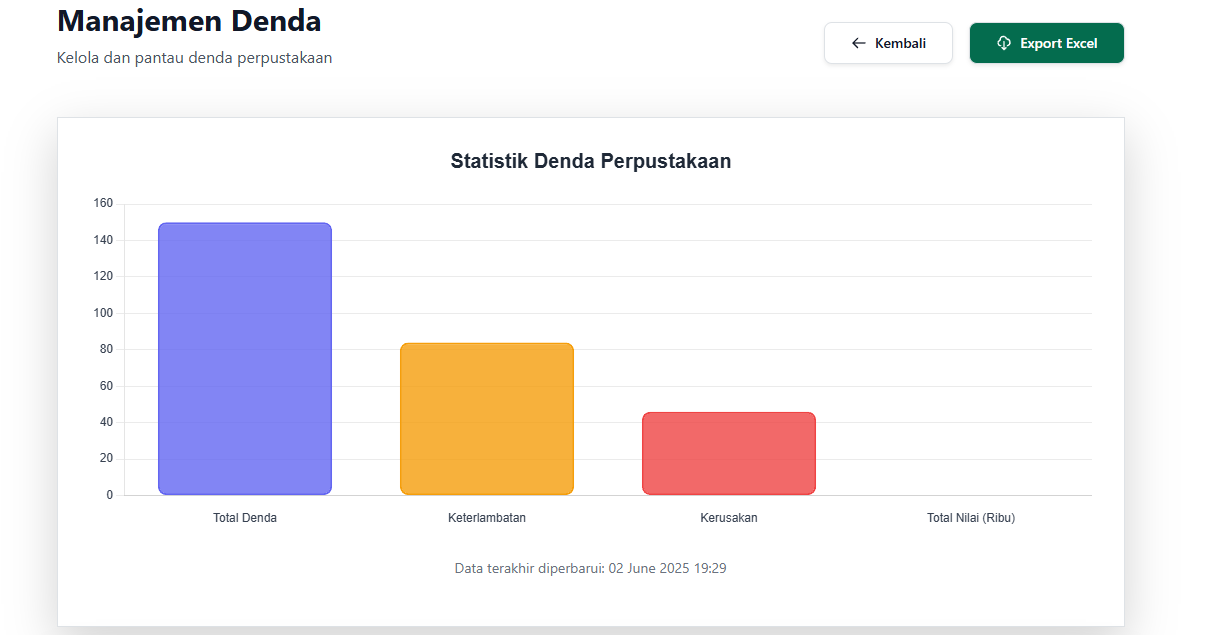 Manajemen Denda
Kelola dan pantau denda perpustakaan
Kembali
Export Excel
Statistik Denda Perpustakaan
160
140
120
100
80
60
40
20
0
Total Denda
Keterlambatan
Kerusakan
Total Nilai (Ribu)
Data terakhir diperbarui: 02 June 2025 19:29